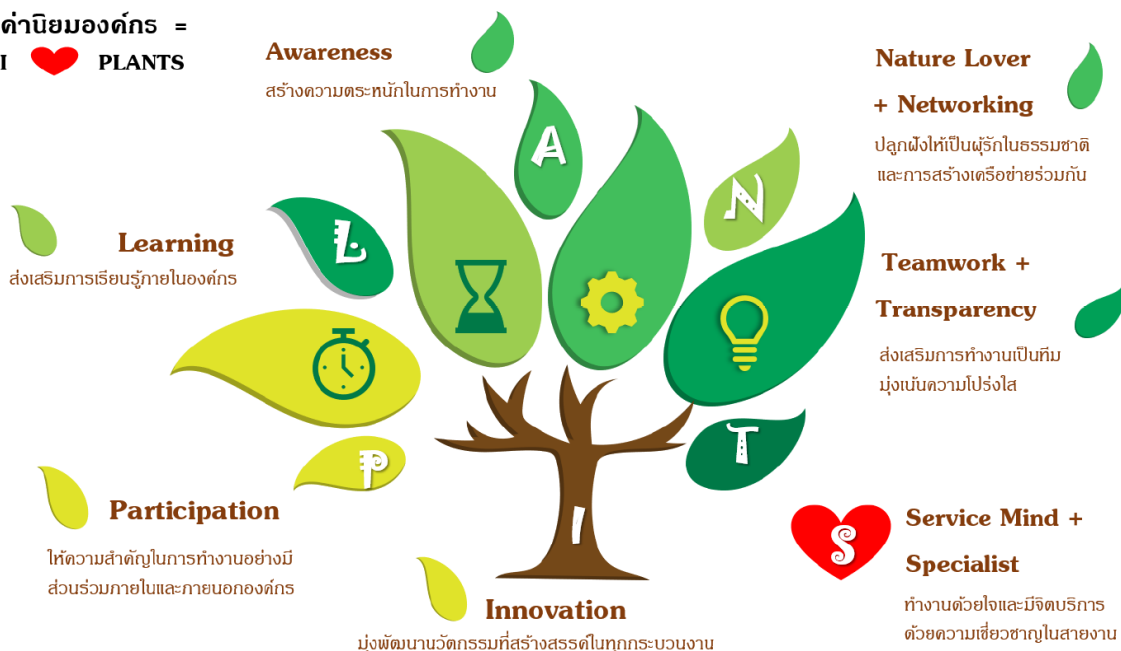 ค่านิยมองค์กร =
I PLANTS
Awareness
สร้างความตระหนักในการทำงาน
Nature Lover
+ Networking
ปลูกฝังให้เป็นผู้รักในธรรมชาติ
และการสร้างเครือข่ายร่วมกัน
A
N
L
Learning
ส่งเสริมการเรียนรู้ภายในองค์กร
Teamwork +
Transparency
ส่งเสริมการทำงานเป็นทีม
มุ่งเน้นความโปร่งใส
T
P
Participation
ให้ความสำคัญในการทำงานอย่างมี
ส่วนร่วมภายในและภายนอกองค์กร
I
Innovation
มุ่งพัฒนานวัตกรรมที่สร้างสรรค์ในทุกกระบวนงาน
S
Service Mind +
Specialist
ทำงานด้วยใจและมีจิตบริการ
ด้วยความเชี่ยวชาญในสายงาน